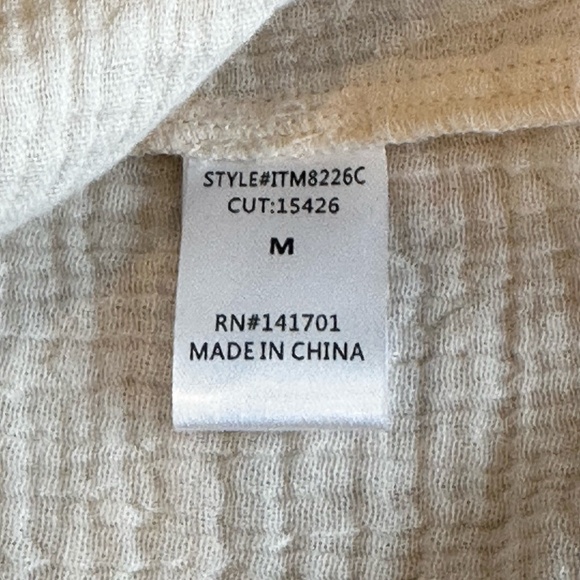 STYLE#ITM8226C
CUT:15426
M
RN#141701
MADE IN CHINA